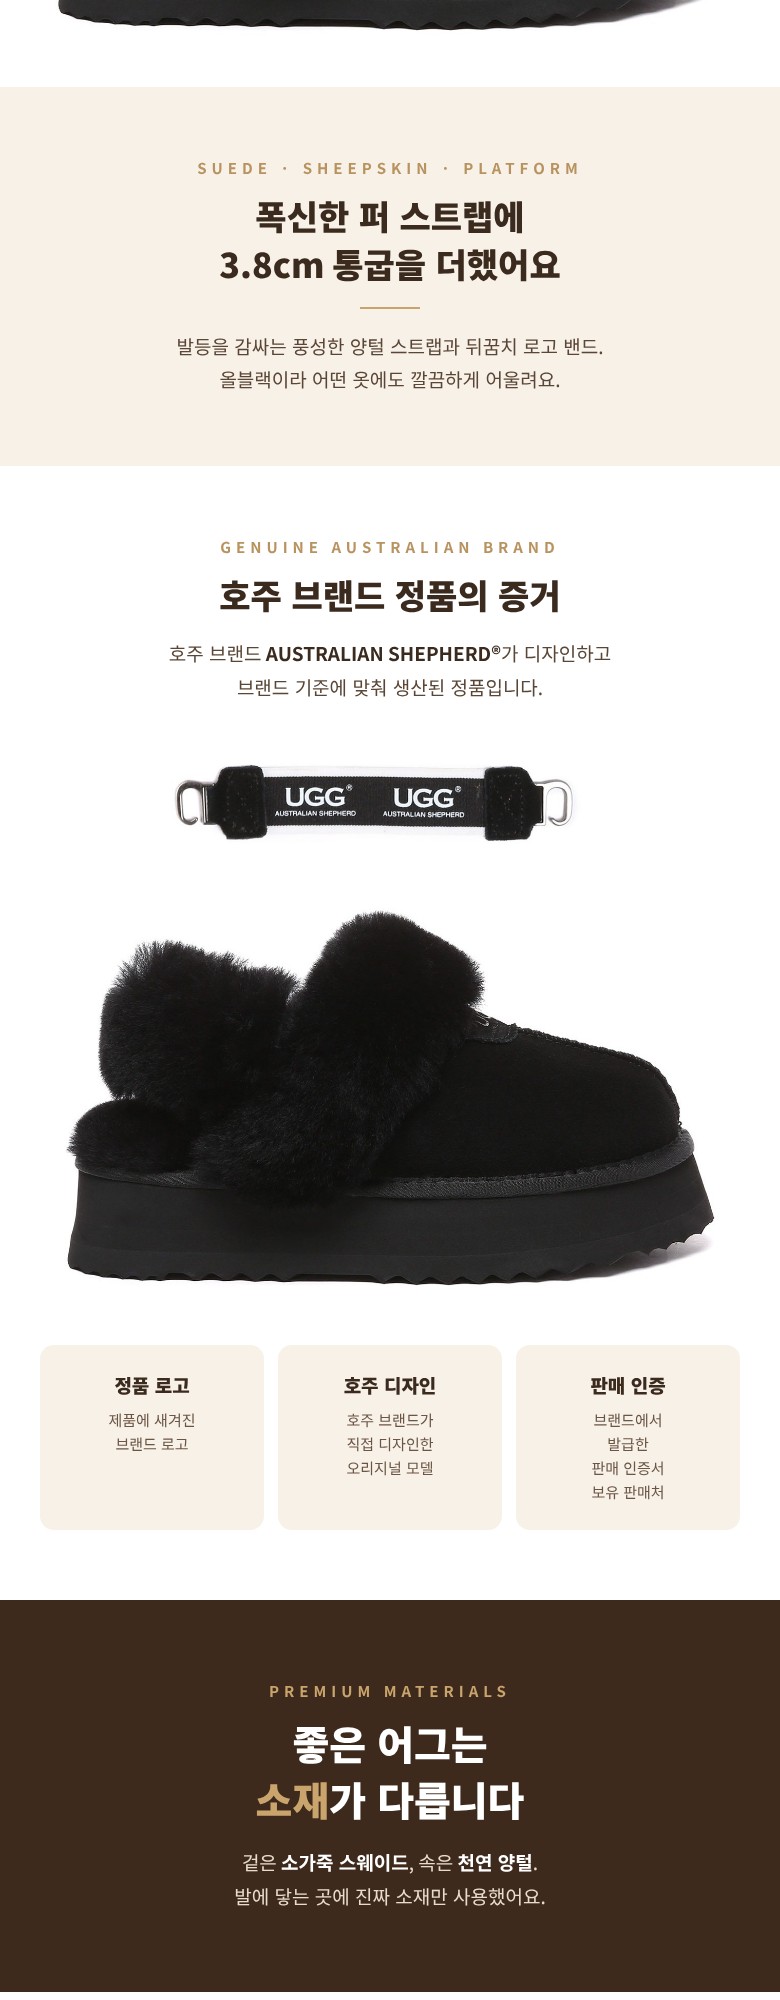 SUEDE · SHEEPSKIN · PLATFORM
폭신한 퍼 스트랩에
3.8cm 통굽을 더했어요
발등을 감싸는 풍성한 양털 스트랩과 뒤꿈치 로고 밴드.
올블랙이라 어떤 옷에도 깔끔하게 어울려요.
GENUINE AUSTRALIAN BRAND
호주 브랜드 정품의 증거
호주 브랜드 AUSTRALIAN SHEPHERD®가 디자인하고
브랜드 기준에 맞춰 생산된 정품입니다.
UGG® UGG®
AUSTRALIAN SHEPHERD AUSTRALIAN SHEPHERD
정품 로고
제품에 새겨진
브랜드 로고
호주 디자인
호주 브랜드가
직접 디자인한
오리지널 모델
판매 인증
브랜드에서
발급한
판매 인증서
보유 판매처
PREMIUM MATERIALS
좋은 어그는
소재가 다릅니다
겉은 소가죽 스웨이드, 속은 천연 양털.
발에 닿는 곳에 진짜 소재만 사용했어요.